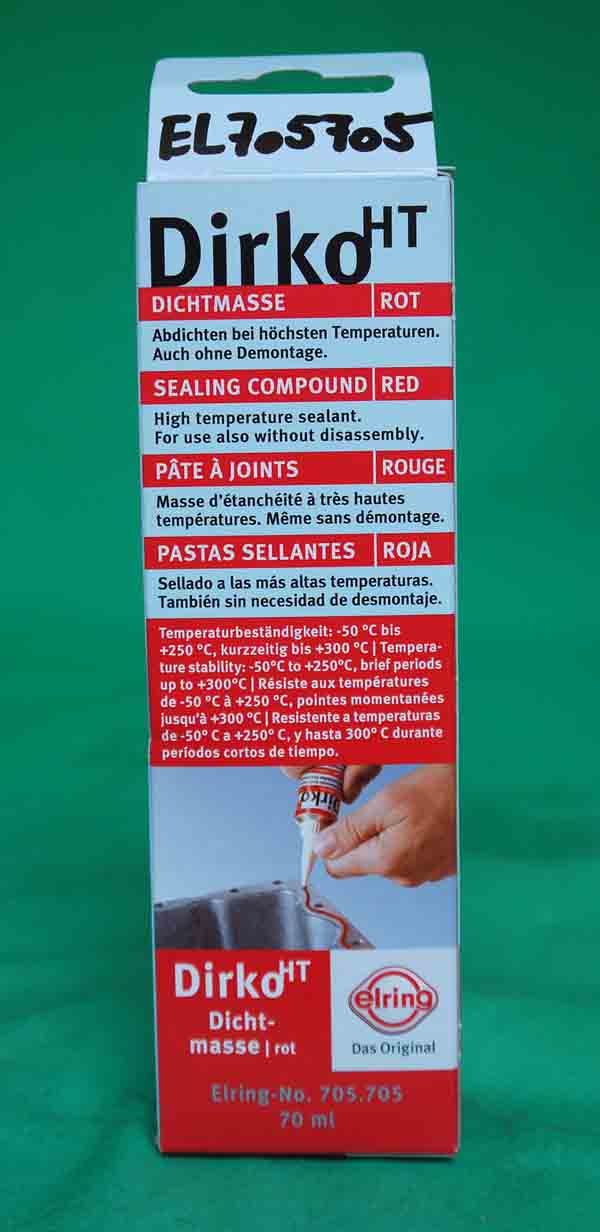 EL705705
Dirko HT
DICHTMASSE | ROT
Abdichten bei höchsten Temperaturen.
Auch ohne Demontage.
SEALING COMPOUND | RED
High temperature sealant.
For use also without disassembly.
PÂTE À JOINTS | ROUGE
Masse d'étanchéité à très hautes
températures. Même sans démontage.
PASTAS SELLANTES | ROJA
Sellado a las más altas temperaturas.
También sin necesidad de desmontaje.
Temperaturbeständigkeit: -50 °C bis
+250 °C, kurzzeitig bis +300 °C | Tempera-
ture stability: -50°C to +250°C, brief periods
up to +300°C | Résiste aux températures
de -50 °C à +250 °C, pointes momentanées
jusqu'à +300 °C | Resistente a temperaturas
de -50° C a +250° C, y hasta 300° C durante
períodos cortos de tiempo.
Dirko
Dirko HT
Dicht-
masse | rot
elring
Das Original
Elring-No. 705.705
70 ml